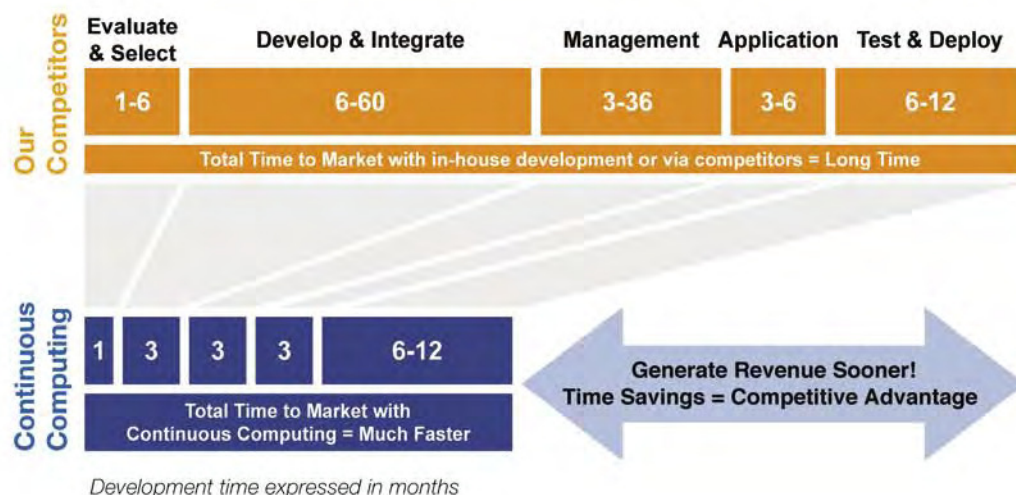 Our
Competitors
Evaluate
& Select
Develop & Integrate
Management
Application
Test & Deploy
1-6
6-60
3-36
3-6
6-12
Total Time to Market with in-house development or via competitors = Long Time
Continuous
Computing
1
3
3
3
6-12
Total Time to Market with
Continuous Computing = Much Faster
Generate Revenue Sooner!
Time Savings = Competitive Advantage
Development time expressed in months